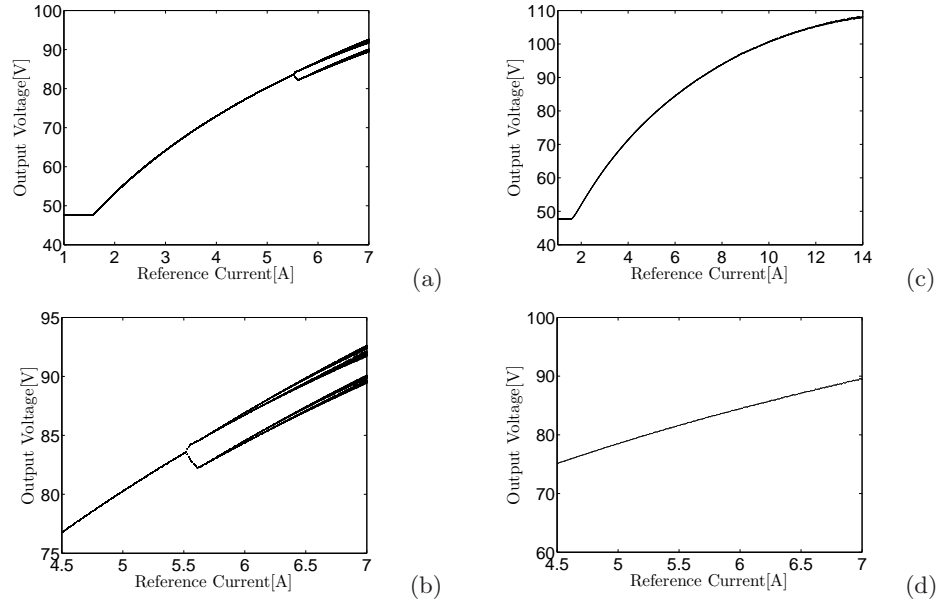 100
90
80
70
60
50
40
Output Voltage[V]
1 2 3 4 5 6 7
Reference Current[A]
(a)
110
100
90
80
70
60
50
40
Output Voltage[V]
2 4 6 8 10 12 14
Reference Current[A]
(c)
95
90
85
80
75
Output Voltage[V]
4.5 5 5.5 6 6.5 7
Reference Current[A]
(b)
100
90
80
70
60
Output Voltage[V]
4.5 5 5.5 6 6.5 7
Reference Current[A]
(d)